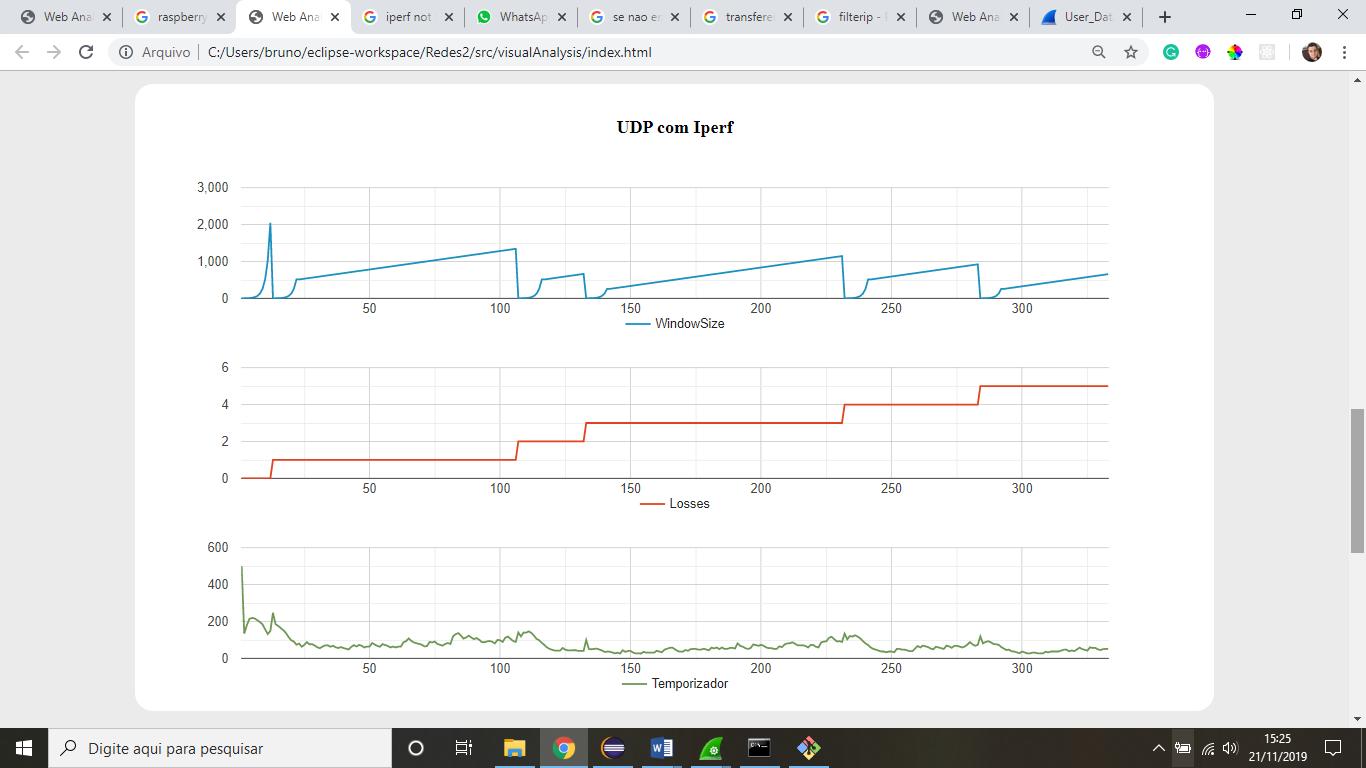 Web Ana
raspberry
Web Ana
iperf not
WhatsAp
se nao er
transfere
filterip -
Web Ana
User_Dat
Arquivo
C:/Users/bruno/eclipse-workspace/Redes2/src/visualAnalysis/index.html
UDP com Iperf
3,000
2,000
1,000
0
50 100 150 200 250 300
WindowSize
6
4
2
0
50 100 150 200 250 300
Losses
600
400
200
0
50 100 150 200 250 300
Temporizador
Digite aqui para pesquisar
15:25
21/11/2019